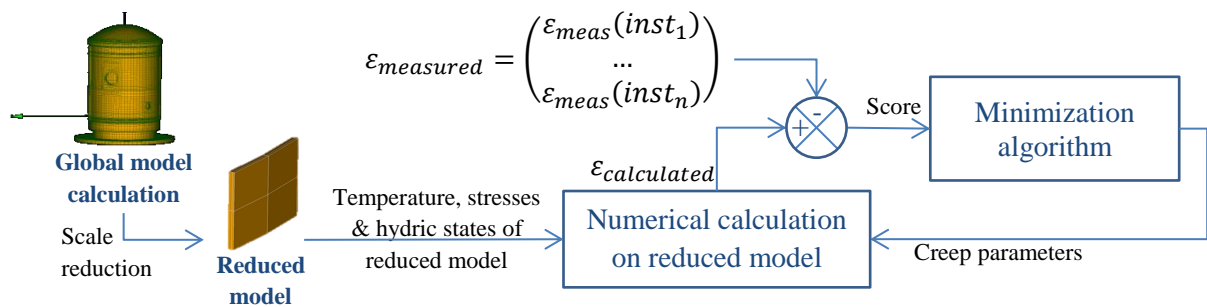 ε_measured = ( ε_meas(inst_1)
...
ε_meas(inst_n) )
-
+
Score
Minimization
algorithm
Global model
calculation
ε_calculated
Scale
reduction
Reduced
model
Temperature, stresses
& hydric states of
reduced model
Numerical calculation
on reduced model
Creep parameters